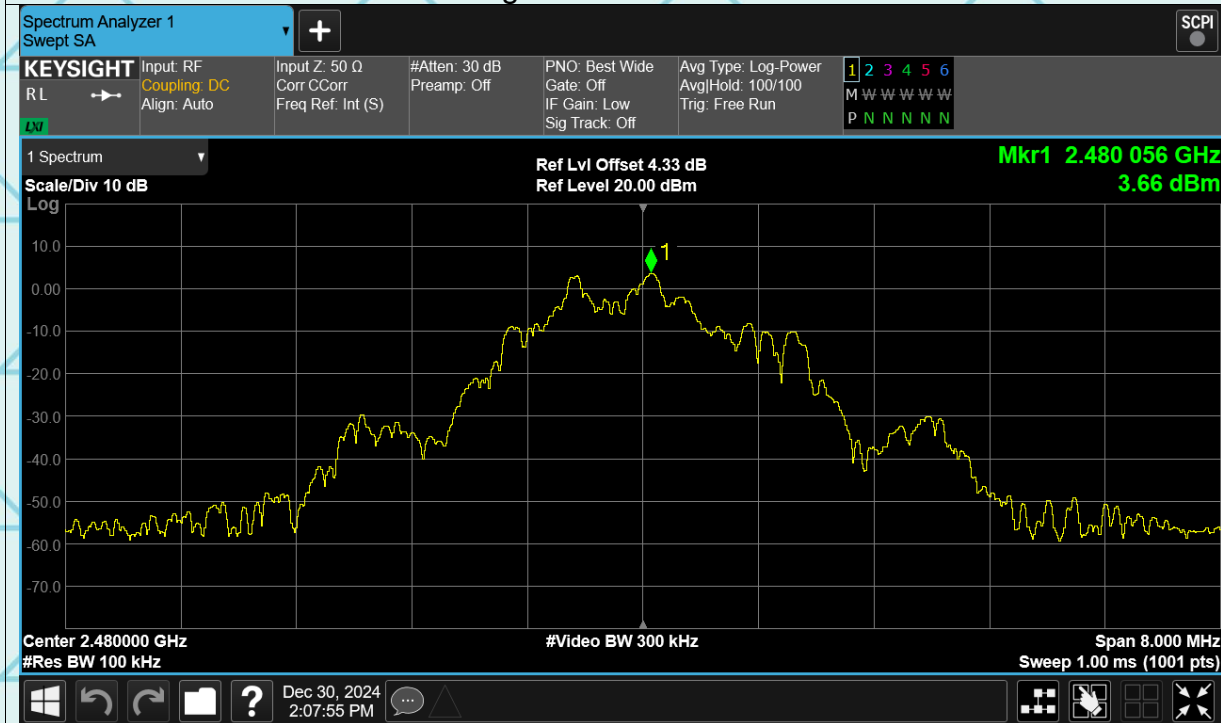 Spectrum Analyzer 1
Swept SA
+
SCPI
KEYSIGHT
RL
LXI
Input: RF
Coupling: DC
Align: Auto
Input Z: 50 Ω
Corr CCorr
Freq Ref: Int (S)
#Atten: 30 dB
Preamp: Off
PNO: Best Wide
Gate: Off
IF Gain: Low
Sig Track: Off
Avg Type: Log-Power
Avg|Hold: 100/100
Trig: Free Run
1 2 3 4 5 6
M W W W W W
P N N N N N
1 Spectrum
Scale/Div 10 dB
Ref Lvl Offset 4.33 dB
Ref Level 20.00 dBm
Mkr1 2.480 056 GHz
3.66 dBm
Log
1
10.0
0.00
-10.0
-20.0
-30.0
-40.0
-50.0
-60.0
-70.0
Center 2.480000 GHz
#Res BW 100 kHz
#Video BW 300 kHz
Span 8.000 MHz
Sweep 1.00 ms (1001 pts)
?
Dec 30, 2024
2:07:55 PM